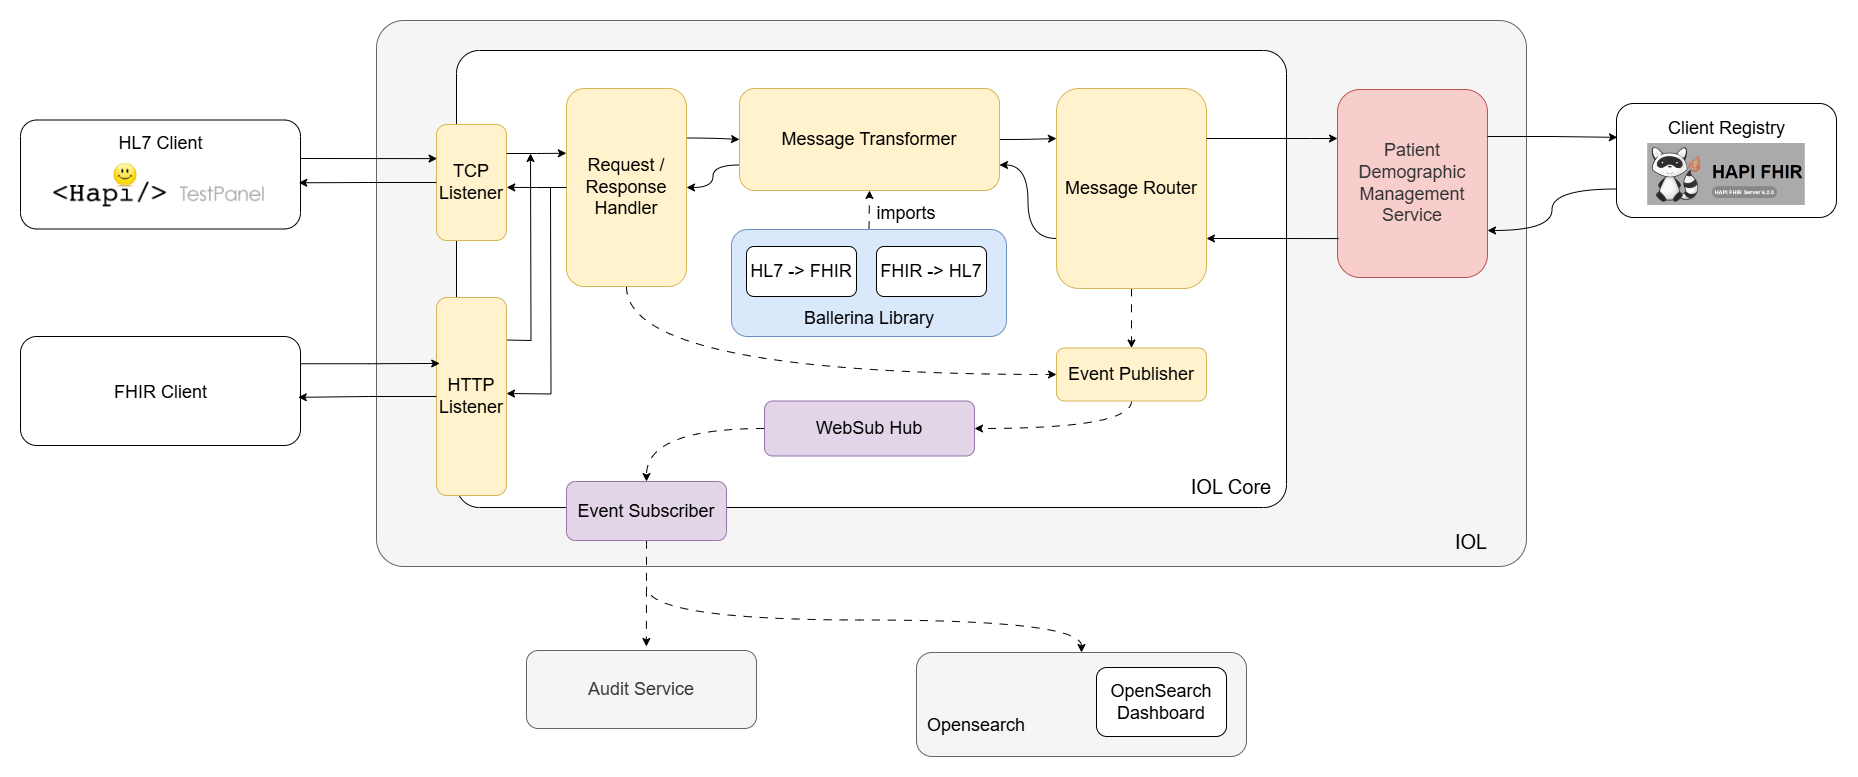 HL7 Client
<Hapi/> TestPanel
FHIR Client
TCP
Listener
HTTP
Listener
Request /
Response
Handler
Message Transformer
imports
HL7 -> FHIR
FHIR -> HL7
Ballerina Library
Message Router
Event Publisher
WebSub Hub
Event Subscriber
IOL Core
IOL
Patient
Demographic
Management
Service
Client Registry
HAPI FHIR
HAPI FHIR Server 6.2.0
Audit Service
Opensearch
OpenSearch
Dashboard